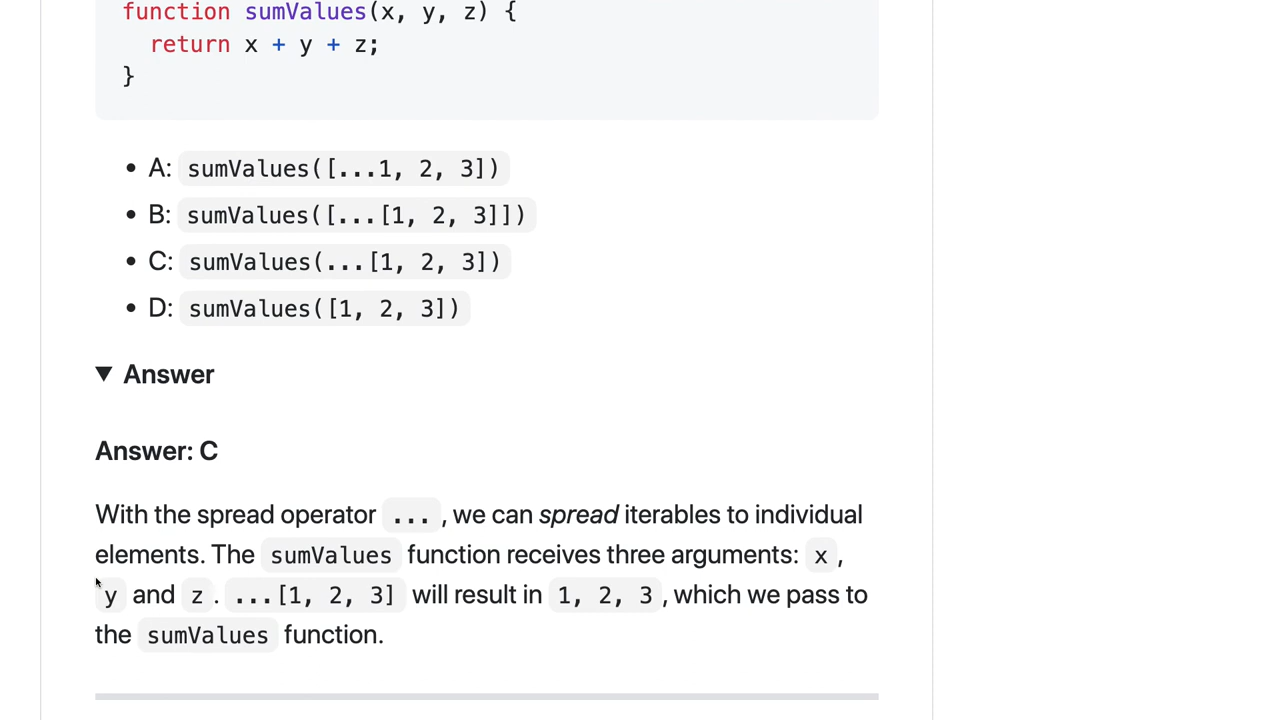 function sumValues(x, y, z) {
return x + y + z;
}
• A: sumValues([...1, 2, 3])
• B: sumValues([...[1, 2, 3]])
• C: sumValues(...[1, 2, 3])
• D: sumValues([1, 2, 3])
▼ Answer
Answer: C
With the spread operator ... , we can spread iterables to individual
elements. The sumValues function receives three arguments: x ,
y and z . ...[1, 2, 3] will result in 1, 2, 3 , which we pass to
the sumValues function.